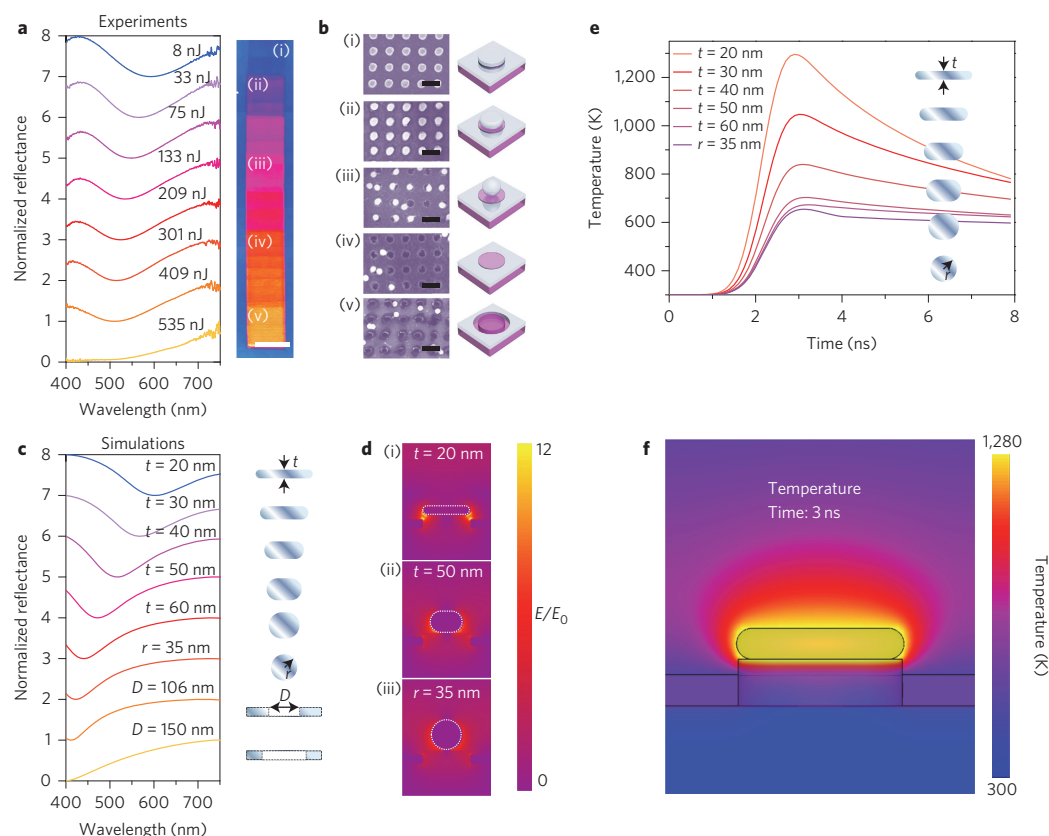 a
Experiments
Normalized reflectance
8
7
6
5
4
3
2
1
0
8 nJ
33 nJ
75 nJ
133 nJ
209 nJ
301 nJ
409 nJ
535 nJ
400 500 600 700
Wavelength (nm)
(i)
(ii)
(iii)
(iv)
(v)
b
(i)
(ii)
(iii)
(iv)
(v)
e
Temperature (K)
1,200
1,000
800
600
400
t = 20 nm
t = 30 nm
t = 40 nm
t = 50 nm
t = 60 nm
r = 35 nm
t
r
0 2 4 6 8
Time (ns)
c
Simulations
Normalized reflectance
8
7
6
5
4
3
2
1
0
t = 20 nm
t = 30 nm
t = 40 nm
t = 50 nm
t = 60 nm
r = 35 nm
D = 106 nm
D = 150 nm
400 500 600 700
Wavelength (nm)
t
r
D
d
(i) t = 20 nm
(ii) t = 50 nm
(iii) r = 35 nm
12
E/E0
0
f
Temperature
Time: 3 ns
1,280
Temperature (K)
300